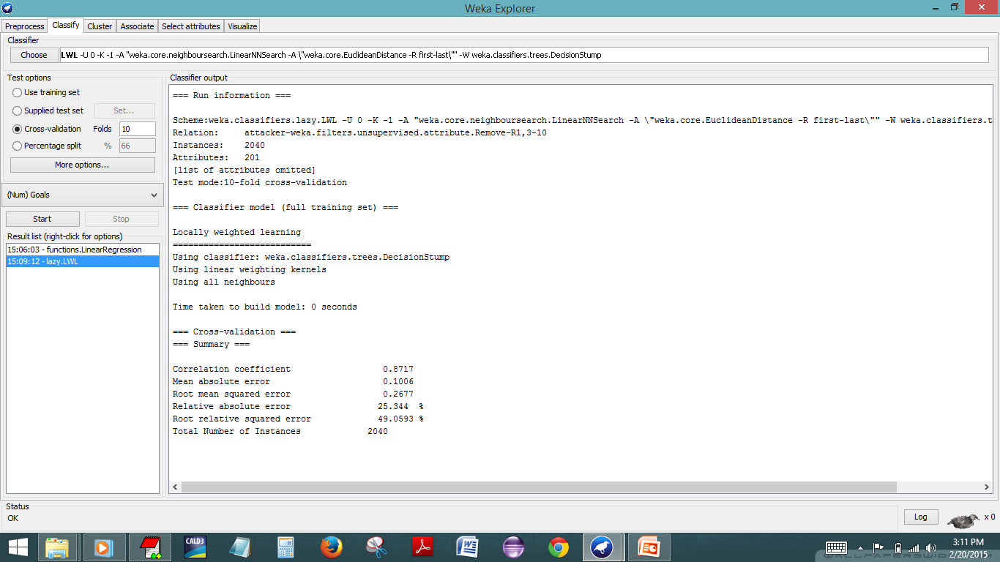 Weka Explorer
Preprocess Classify Cluster Associate Select attributes Visualize
Classifier
Choose LWL -U 0 -K -1 -A "weka.core.neighboursearch.LinearNNSearch -A \"weka.core.EuclideanDistance -R first-last\"" -W weka.classifiers.trees.DecisionStump
Test options
Use training set
Supplied test set Set...
Cross-validation Folds 10
Percentage split % 66
More options...
(Num) Goals
Start Stop
Result list (right-click for options)
15:06:03 - functions.LinearRegression
15:09:12 - lazy.LWL
Classifier output
=== Run information ===
Scheme:weka.classifiers.lazy.LWL -U 0 -K -1 -A "weka.core.neighboursearch.LinearNNSearch -A \"weka.core.EuclideanDistance -R first-last\"" -W weka.classifiers.t
Relation: attacker-weka.filters.unsupervised.attribute.Remove-R1,3-10
Instances: 2040
Attributes: 201
[list of attributes omitted]
Test mode:10-fold cross-validation
=== Classifier model (full training set) ===
Locally weighted learning
===========================
Using classifier: weka.classifiers.trees.DecisionStump
Using linear weighting kernels
Using all neighbours
Time taken to build model: 0 seconds
=== Cross-validation ===
=== Summary ===
Correlation coefficient 0.8717
Mean absolute error 0.1006
Root mean squared error 0.2677
Relative absolute error 25.344 %
Root relative squared error 49.0593 %
Total Number of Instances 2040
Status
OK
Log
x 0
CALD3
3:11 PM
2/20/2015